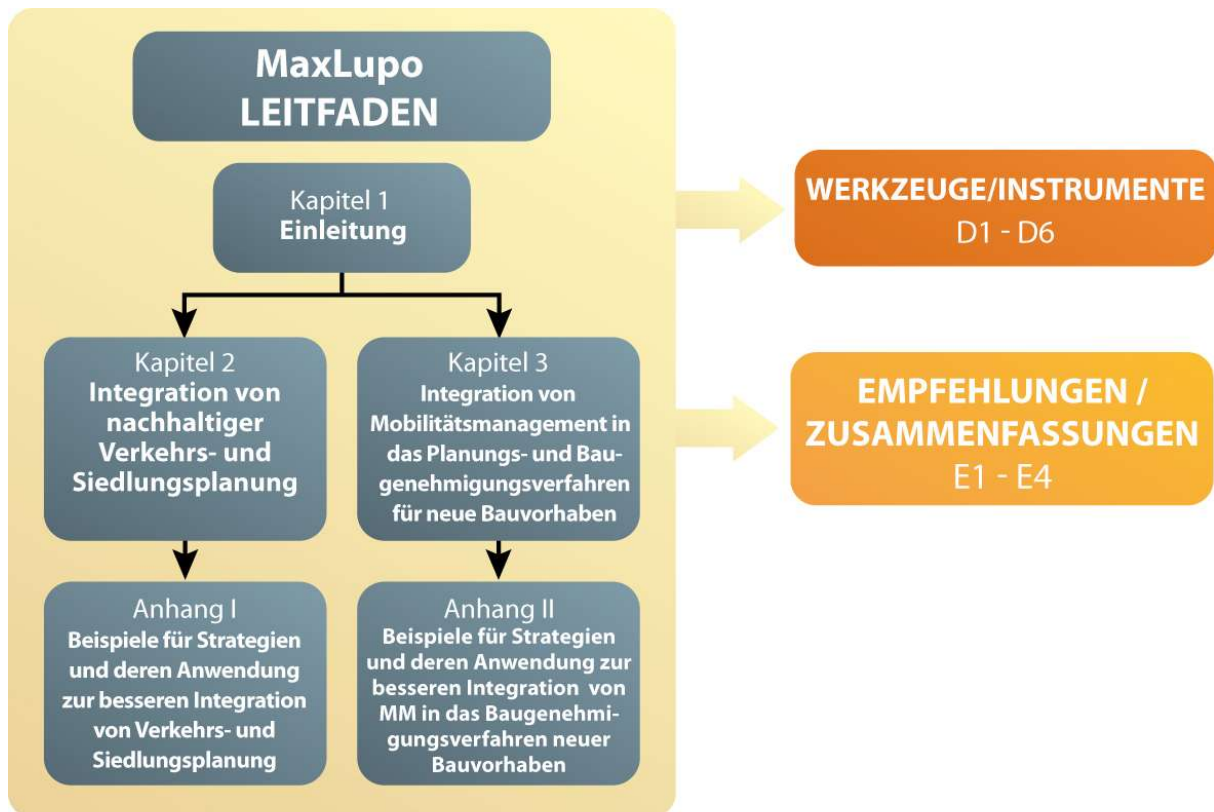 MaxLupo
LEITFADEN
Kapitel 1
Einleitung
Kapitel 2
Integration von
nachhaltiger
Verkehrs- und
Siedlungsplanung
Kapitel 3
Integration von
Mobilitätsmanagement in
das Planungs- und Bau-
genehmigungsverfahren
für neue Bauvorhaben
Anhang I
Beispiele für Strategien
und deren Anwendung
zur besseren Integration
von Verkehrs- und
Siedlungsplanung
Anhang II
Beispiele für Strategien
und deren Anwendung zur
besseren Integration von
MM in das Baugenehmi-
gungsverfahren neuer
Bauvorhaben
WERKZEUGE/INSTRUMENTE
D1 - D6
EMPFEHLUNGEN /
ZUSAMMENFASSUNGEN
E1 - E4